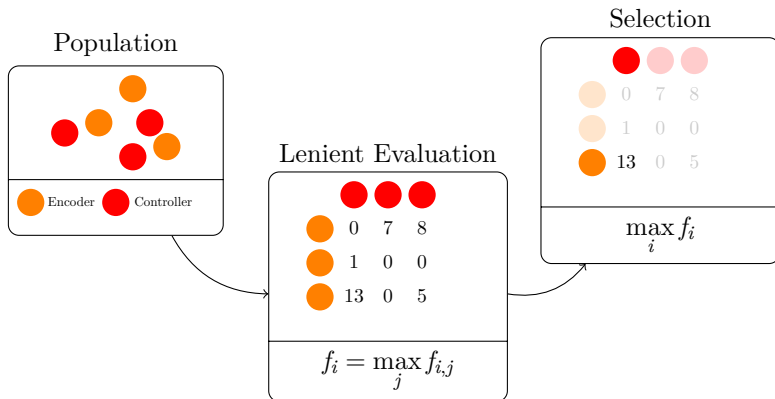 Population
Encoder
Controller
Lenient Evaluation
0 7 8
1 0 0
13 0 5
f_i = max_j f_{i,j}
Selection
0 7 8
1 0 0
13 0 5
max_i f_i